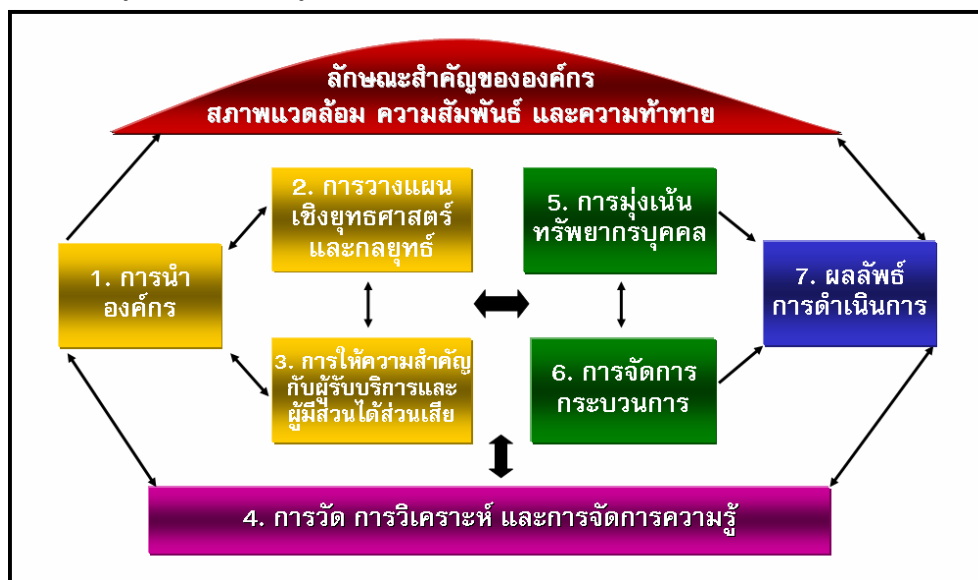 ลักษณะสำคัญขององค์กร
สภาพแวดล้อม ความสัมพันธ์ และความท้าทาย
2. การวางแผน
เชิงยุทธศาสตร์
และกลยุทธ์
5. การมุ่งเน้น
ทรัพยากรบุคคล
1. การนำ
องค์กร
7. ผลลัพธ์
การดำเนินการ
3. การให้ความสำคัญ
กับผู้รับบริการและ
ผู้มีส่วนได้ส่วนเสีย
6. การจัดการ
กระบวนการ
4. การวัด การวิเคราะห์ และการจัดการความรู้